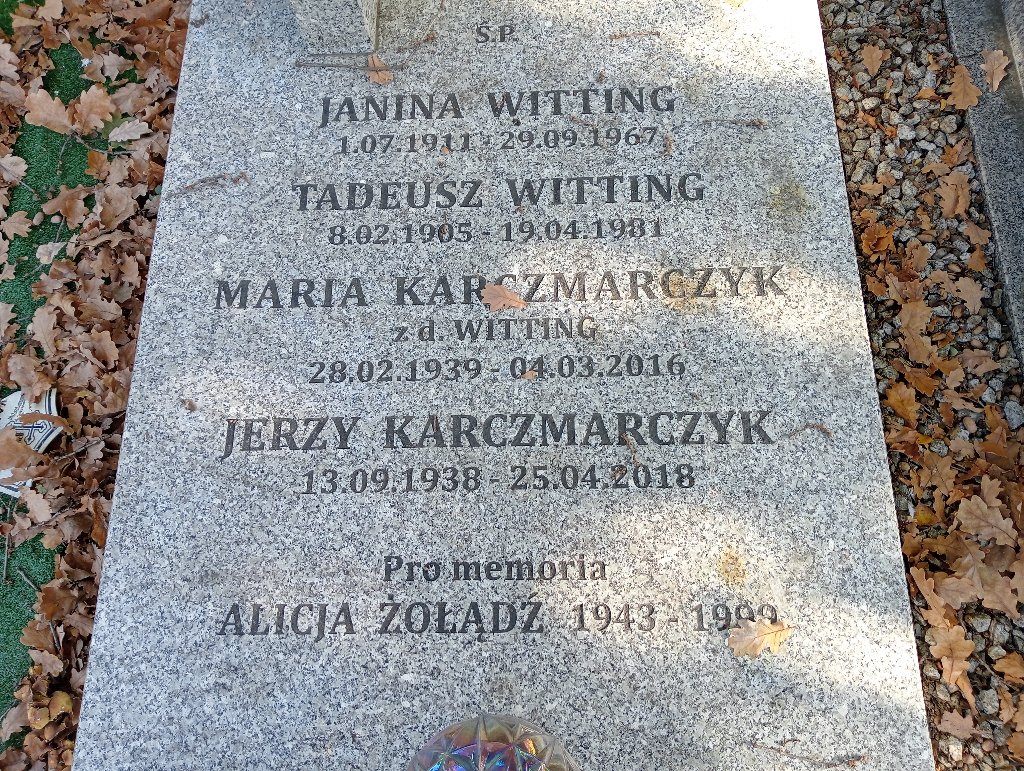 Ś.P.
JANINA WITTING
1.07.1911 - 29.09.1967
TADEUSZ WITTING
8.02.1905 - 19.04.1981
MARIA KARCZMARCZYK
z d. WITTING
28.02.1939 - 04.03.2016
JERZY KARCZMARCZYK
13.09.1938 - 25.04.2018
Pro memoria
ALICJA ŻOŁĄDŹ 1943 - 1999